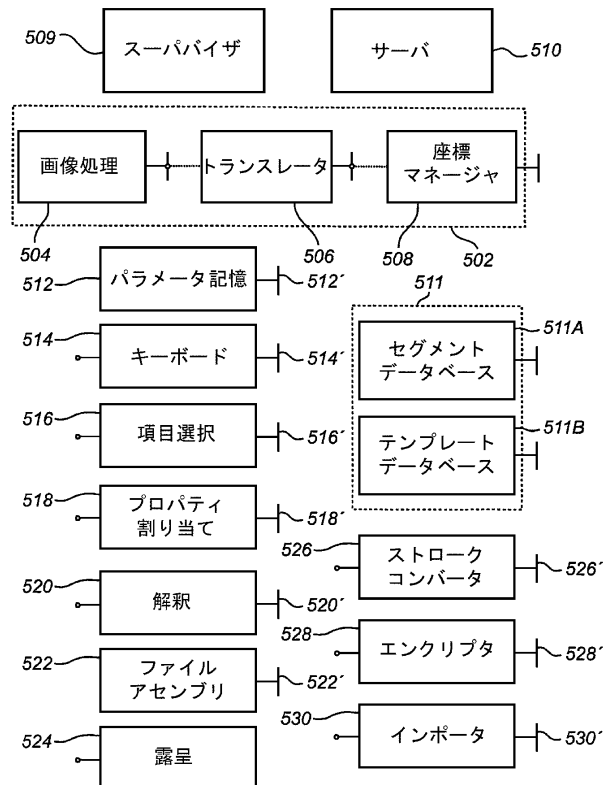 509
スーパバイザ
サーバ
510
画像処理
トランスレータ
座標
マネージャ
504
506
508
502
512
パラメータ記憶
512´
511
514
キーボード
514´
セグメント
データベース
511A
516
項目選択
516´
テンプレート
データベース
511B
518
プロパティ
割り当て
518´
526
ストローク
コンバータ
526´
520
解釈
520´
528
エンクリプタ
528´
522
ファイル
アセンブリ
522´
530
インポータ
530´
524
露呈